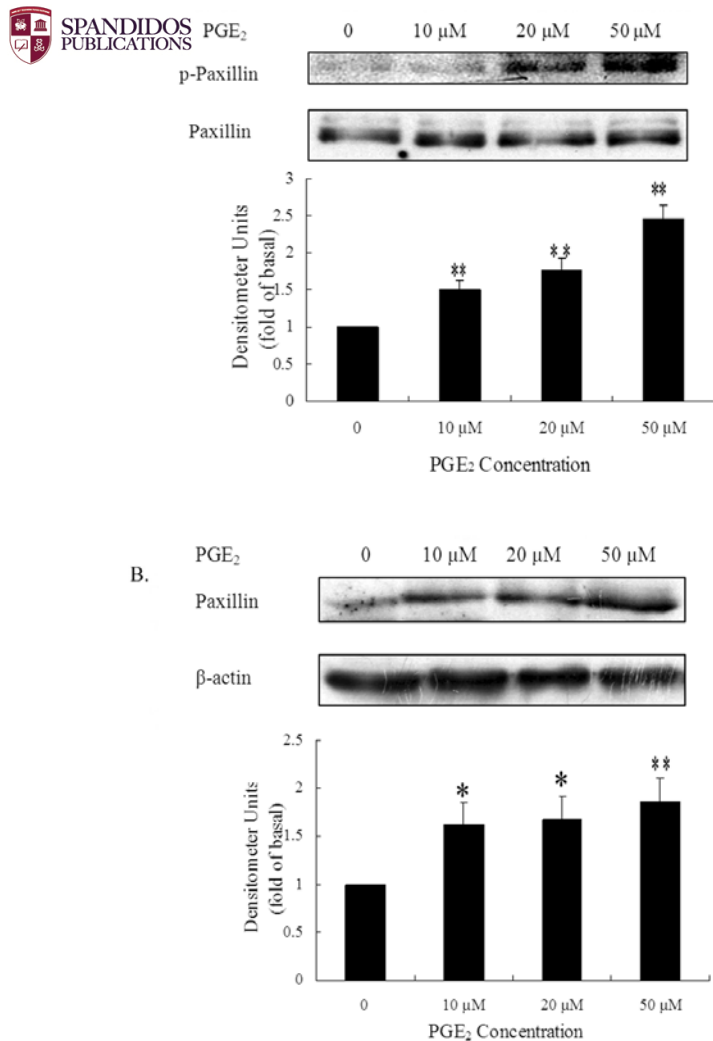 SPANDIDOS
PUBLICATIONS
PGE₂ 0 10 µM 20 µM 50 µM
p-Paxillin
Paxillin
Densitometer Units
(fold of basal)
3
2.5
2
1.5
1
0.5
0
** ** **
0 10 µM 20 µM 50 µM
PGE₂ Concentration
B.
PGE₂ 0 10 µM 20 µM 50 µM
Paxillin
β-actin
Densitometer Units
(fold of basal)
2.5
2
1.5
1
0.5
0
* * **
0 10 µM 20 µM 50 µM
PGE₂ Concentration